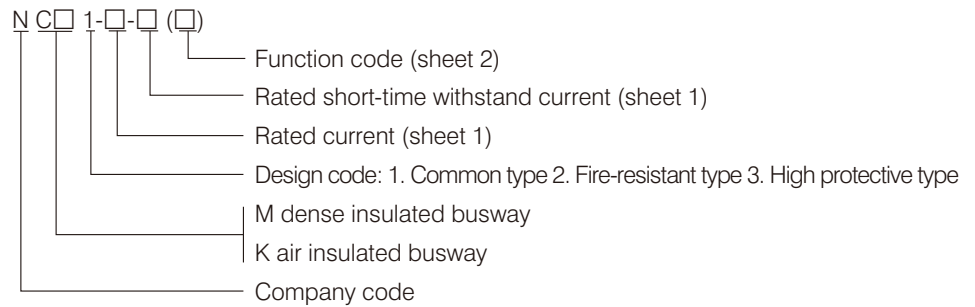 N C□ 1-□-□ (□)
Function code (sheet 2)
Rated short-time withstand current (sheet 1)
Rated current (sheet 1)
Design code: 1. Common type 2. Fire-resistant type 3. High protective type
M dense insulated busway
K air insulated busway
Company code